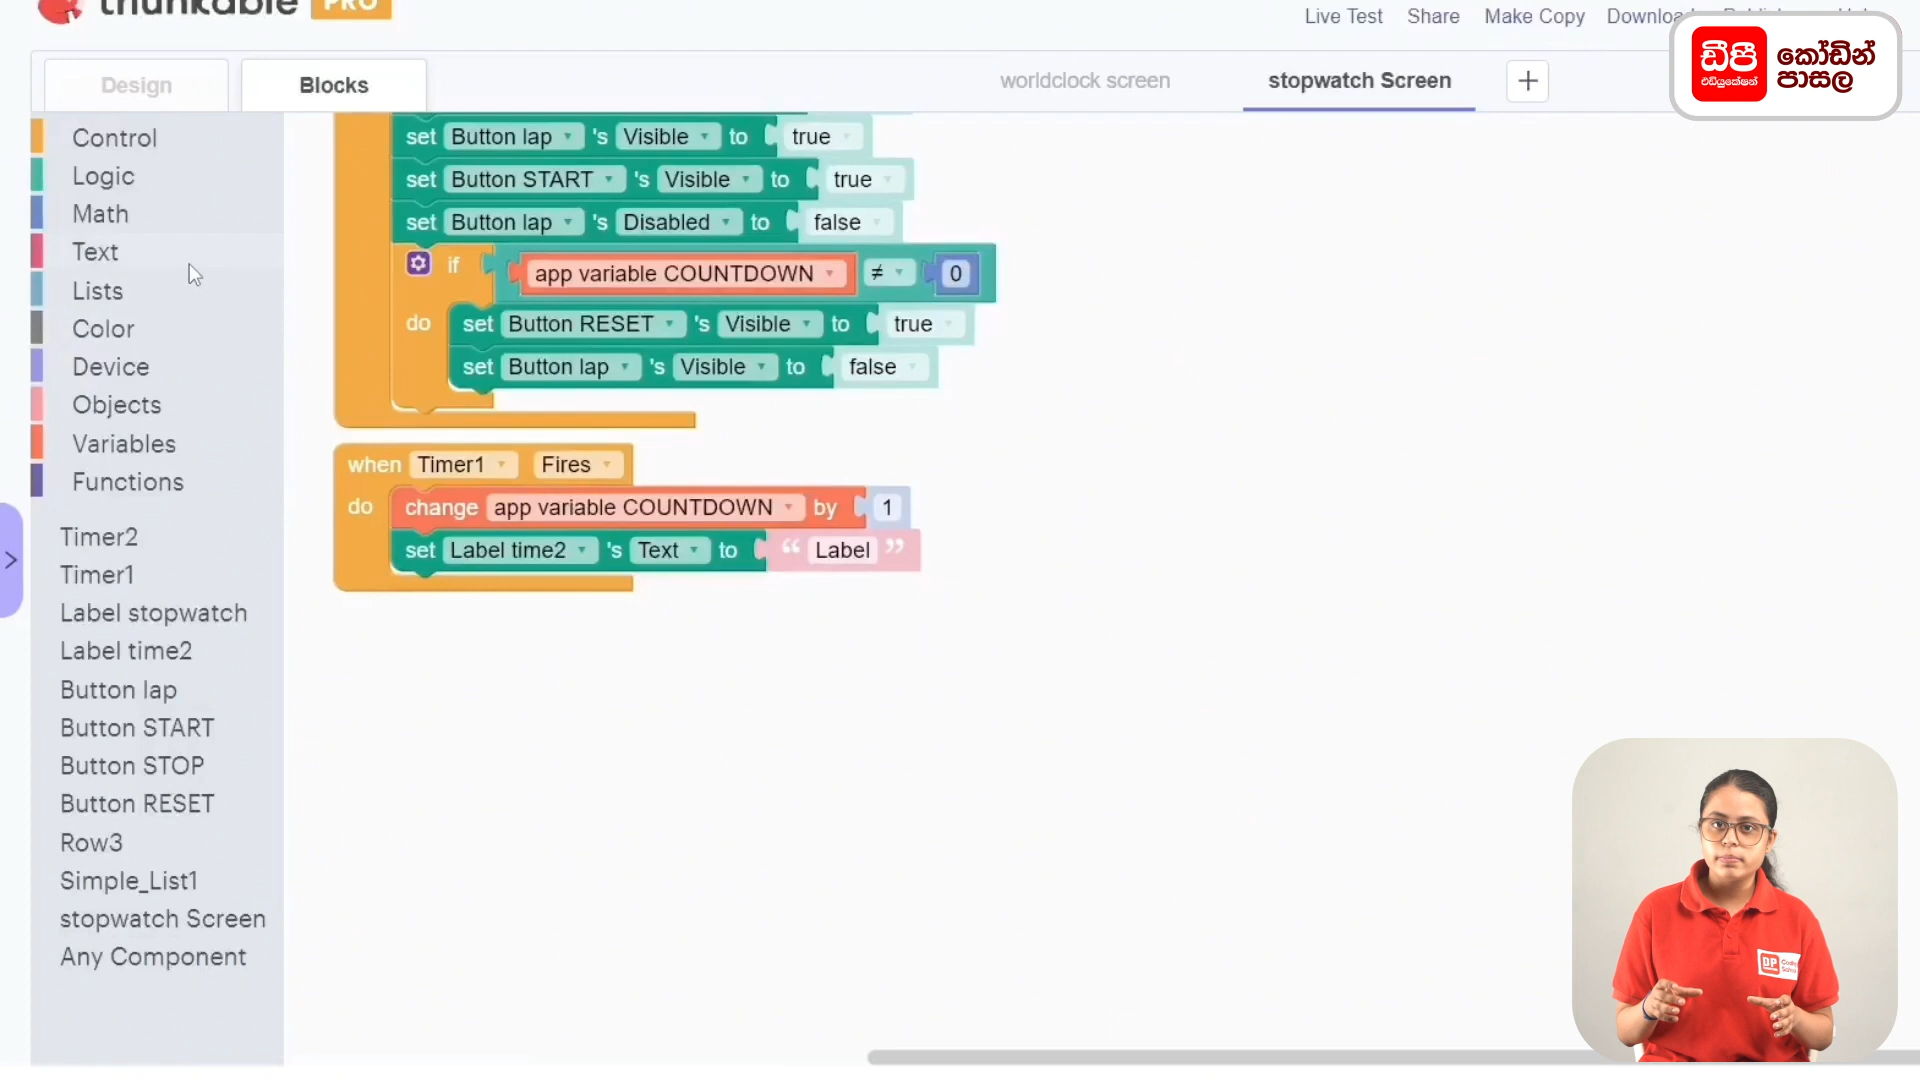 thunkable PRO
Live Test Share Make Copy Download
ඩීපී
එඩියුකේෂන්
කෝඩින්
පාසල
Design
Blocks
worldclock screen
stopwatch Screen
+
Control
Logic
Math
Text
Lists
Color
Device
Objects
Variables
Functions
Timer2
Timer1
Label stopwatch
Label time2
Button lap
Button START
Button STOP
Button RESET
Row3
Simple_List1
stopwatch Screen
Any Component
set Button lap 's Visible to true
set Button START 's Visible to true
set Button lap 's Disabled to false
if app variable COUNTDOWN ≠ 0
do set Button RESET 's Visible to true
set Button lap 's Visible to false
when Timer1 Fires
do change app variable COUNTDOWN by 1
set Label time2 's Text to “ Label ”
DP